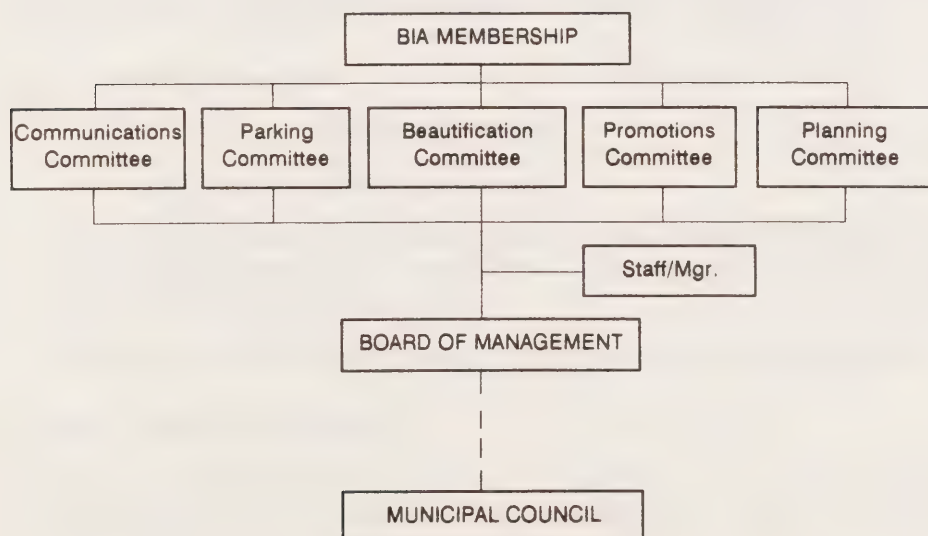 BIA MEMBERSHIP
Communications
Committee
Parking
Committee
Beautification
Committee
Promotions
Committee
Planning
Committee
Staff/Mgr.
BOARD OF MANAGEMENT
MUNICIPAL COUNCIL